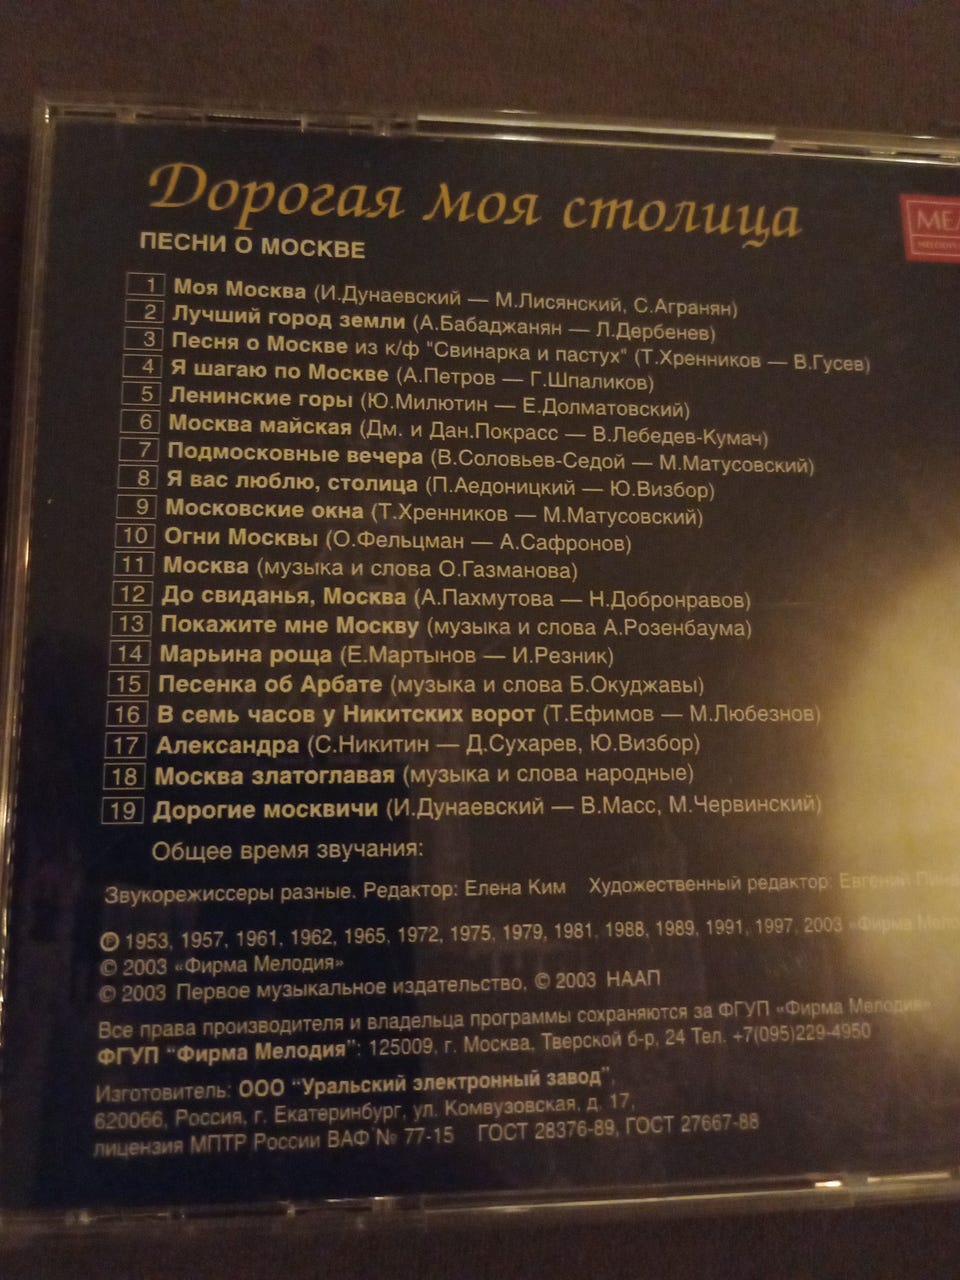 Дорогая моя столица
ПЕСНИ О МОСКВЕ
МЕЛ
1 Моя Москва (И.Дунаевский — М.Лисянский, С.Агранян)
2 Лучший город земли (А.Бабаджанян — Л.Дербенев)
3 Песня о Москве из к/ф "Свинарка и пастух" (Т.Хренников — В.Гусев)
4 Я шагаю по Москве (А.Петров — Г.Шпаликов)
5 Ленинские горы (Ю.Милютин — Е.Долматовский)
6 Москва майская (Дм. и Дан.Покрасс — В.Лебедев-Кумач)
7 Подмосковные вечера (В.Соловьев-Седой — М.Матусовский)
8 Я вас люблю, столица (П.Аедоницкий — Ю.Визбор)
9 Московские окна (Т.Хренников — М.Матусовский)
10 Огни Москвы (О.Фельцман — А.Сафронов)
11 Москва (музыка и слова О.Газманова)
12 До свиданья, Москва (А.Пахмутова — Н.Добронравов)
13 Покажите мне Москву (музыка и слова А.Розенбаума)
14 Марьина роща (Е.Мартынов — И.Резник)
15 Песенка об Арбате (музыка и слова Б.Окуджавы)
16 В семь часов у Никитских ворот (Т.Ефимов — М.Любезнов)
17 Александра (С.Никитин — Д.Сухарев, Ю.Визбор)
18 Москва златоглавая (музыка и слова народные)
19 Дорогие москвичи (И.Дунаевский — В.Масс, М.Червинский)
Общее время звучания:
Звукорежиссеры разные. Редактор: Елена Ким Художественный редактор: Евгений
℗ 1953, 1957, 1961, 1962, 1965, 1972, 1975, 1979, 1981, 1988, 1989, 1991, 1997, 2003 «Фирма Мело
© 2003 «Фирма Мелодия»
© 2003 Первое музыкальное издательство, © 2003 НААП
Все права производителя и владельца программы сохраняются за ФГУП «Фирма Мелодия»
ФГУП “Фирма Мелодия”: 125009, г. Москва, Тверской б-р, 24 Тел. +7(095)229-4950
Изготовитель: ООО “Уральский электронный завод”,
620066, Россия, г. Екатеринбург, ул. Комвузовская, д. 17,
лицензия МПТР России ВАФ № 77-15 ГОСТ 28376-89, ГОСТ 27667-88